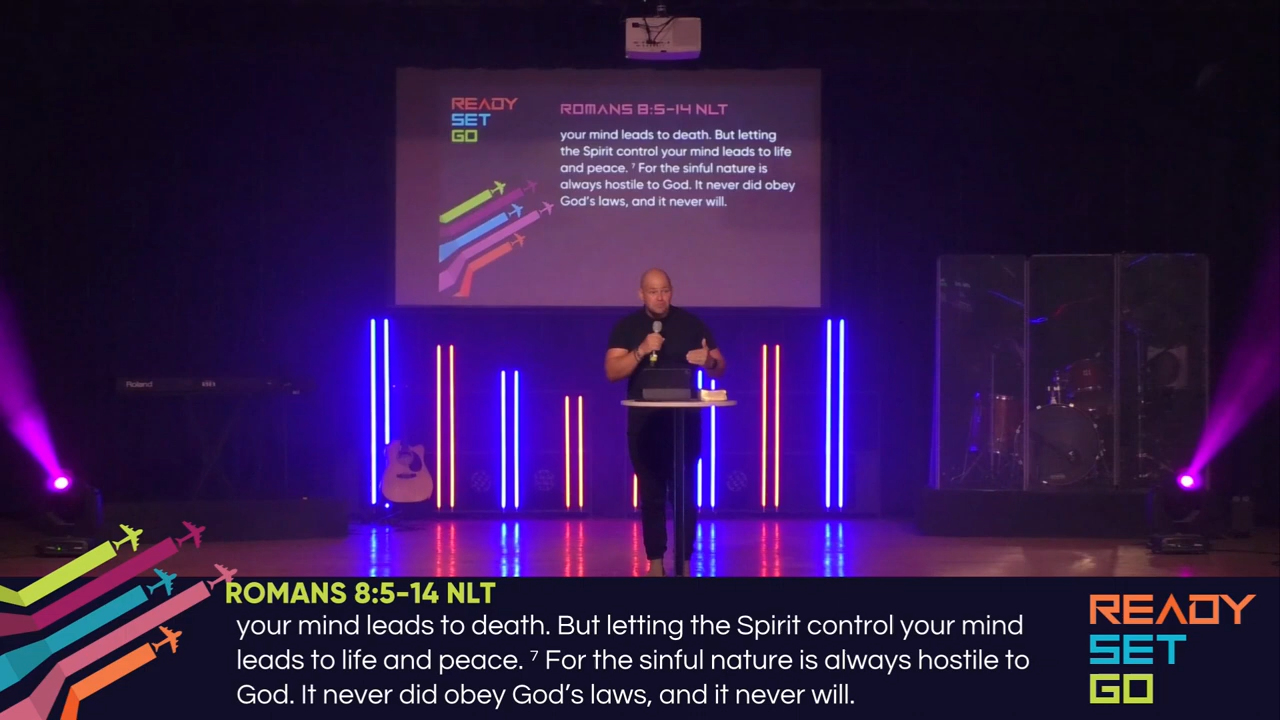 READY
SET
GO
ROMANS 8:5-14 NLT
your mind leads to death. But letting
the Spirit control your mind leads to life
and peace. ⁷ For the sinful nature is
always hostile to God. It never did obey
God's laws, and it never will.
Roland
ROMANS 8:5-14 NLT
your mind leads to death. But letting the Spirit control your mind
leads to life and peace. ⁷ For the sinful nature is always hostile to
God. It never did obey God's laws, and it never will.
READY
SET
GO